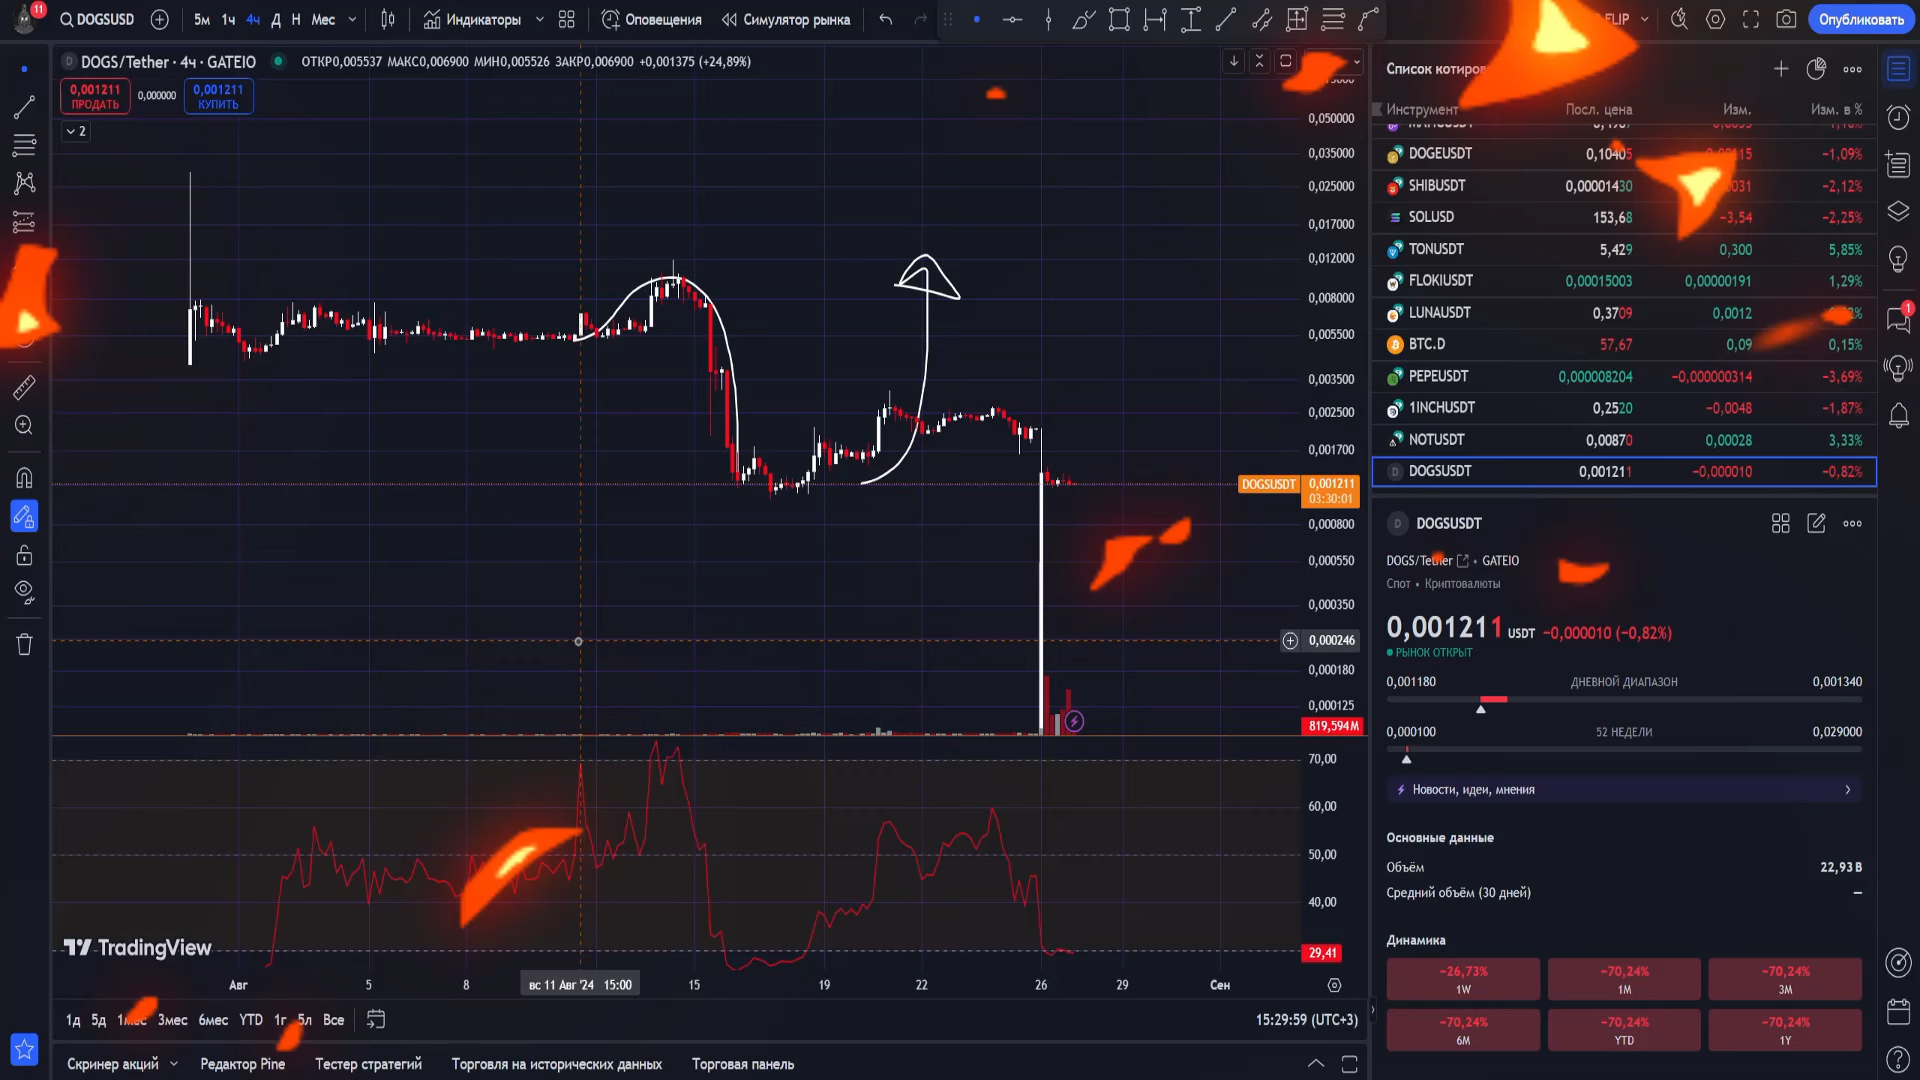 11
DOGSUSD
5м 1ч 4ч Д Н Мес
Индикаторы
Оповещения
Симулятор рынка
FLIP
Опубликовать
D DOGS/Tether · 4ч · GATEIO
ОТКР0,005537 МАКС0,006900 МИН0,005526 ЗАКР0,006900 +0,001375 (+24,89%)
0,001211
ПРОДАТЬ
0,000000
0,001211
КУПИТЬ
2
0,050000
0,035000
0,025000
0,017000
0,012000
0,008000
0,005500
0,003500
0,002500
0,001700
DOGSUSDT 0,001211
03:30:01
0,000800
0,000550
0,000350
0,000246
0,000180
0,000125
819,594M
70,00
60,00
50,00
40,00
29,41
TradingView
Авг 5 8 вс 11 Авг '24 15:00 15 19 22 26 29 Сен
1д 5д 1мес 3мес 6мес YTD 1г 5л Все
15:29:59 (UTC+3)
Скринер акций
Редактор Pine
Тестер стратегий
Торговля на исторических данных
Торговая панель
Инструмент Посл. цена Изм. Изм. в %
DOGEUSDT 0,10405 −1,09%
SHIBUSDT 0,00001430 −2,12%
SOLUSD 153,68 −3,54 −2,25%
TONUSDT 5,429 0,300 5,85%
FLOKIUSDT 0,00015003 0,00000191 1,29%
LUNAUSDT 0,3709 0,0012
BTC.D 57,67 0,09 0,15%
PEPEUSDT 0,000008204 −0,000000314 −3,69%
1INCHUSDT 0,2520 −0,0048 −1,87%
NOTUSDT 0,00870 0,00028 3,33%
D DOGSUSDT 0,001211 −0,000010 −0,82%
D DOGSUSDT
DOGS/Tether • GATEIO
Спот • Криптовалюты
0,001211 USDT −0,000010 (−0,82%)
РЫНОК ОТКРЫТ
0,001180 ДНЕВНОЙ ДИАПАЗОН 0,001340
0,000100 52 НЕДЕЛИ 0,029000
Новости, идеи, мнения
Основные данные
Объём 22,93B
Средний объём (30 дней) —
Динамика
−26,73% −70,24% −70,24%
1W 1M 3M
−70,24% −70,24% −70,24%
6M YTD 1Y
1